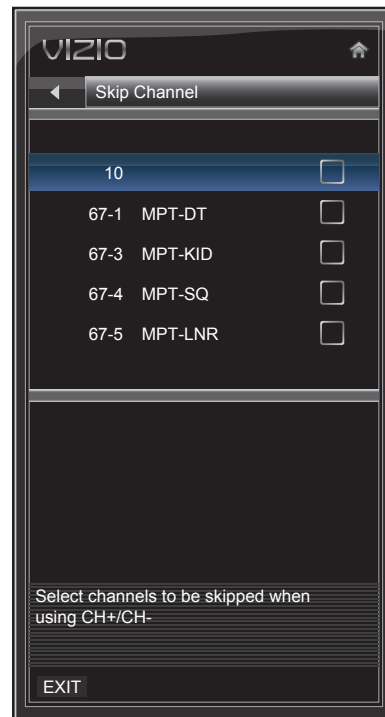 VIZIO
Skip Channel
10
67-1 MPT-DT
67-3 MPT-KID
67-4 MPT-SQ
67-5 MPT-LNR
Select channels to be skipped when
using CH+/CH-
EXIT